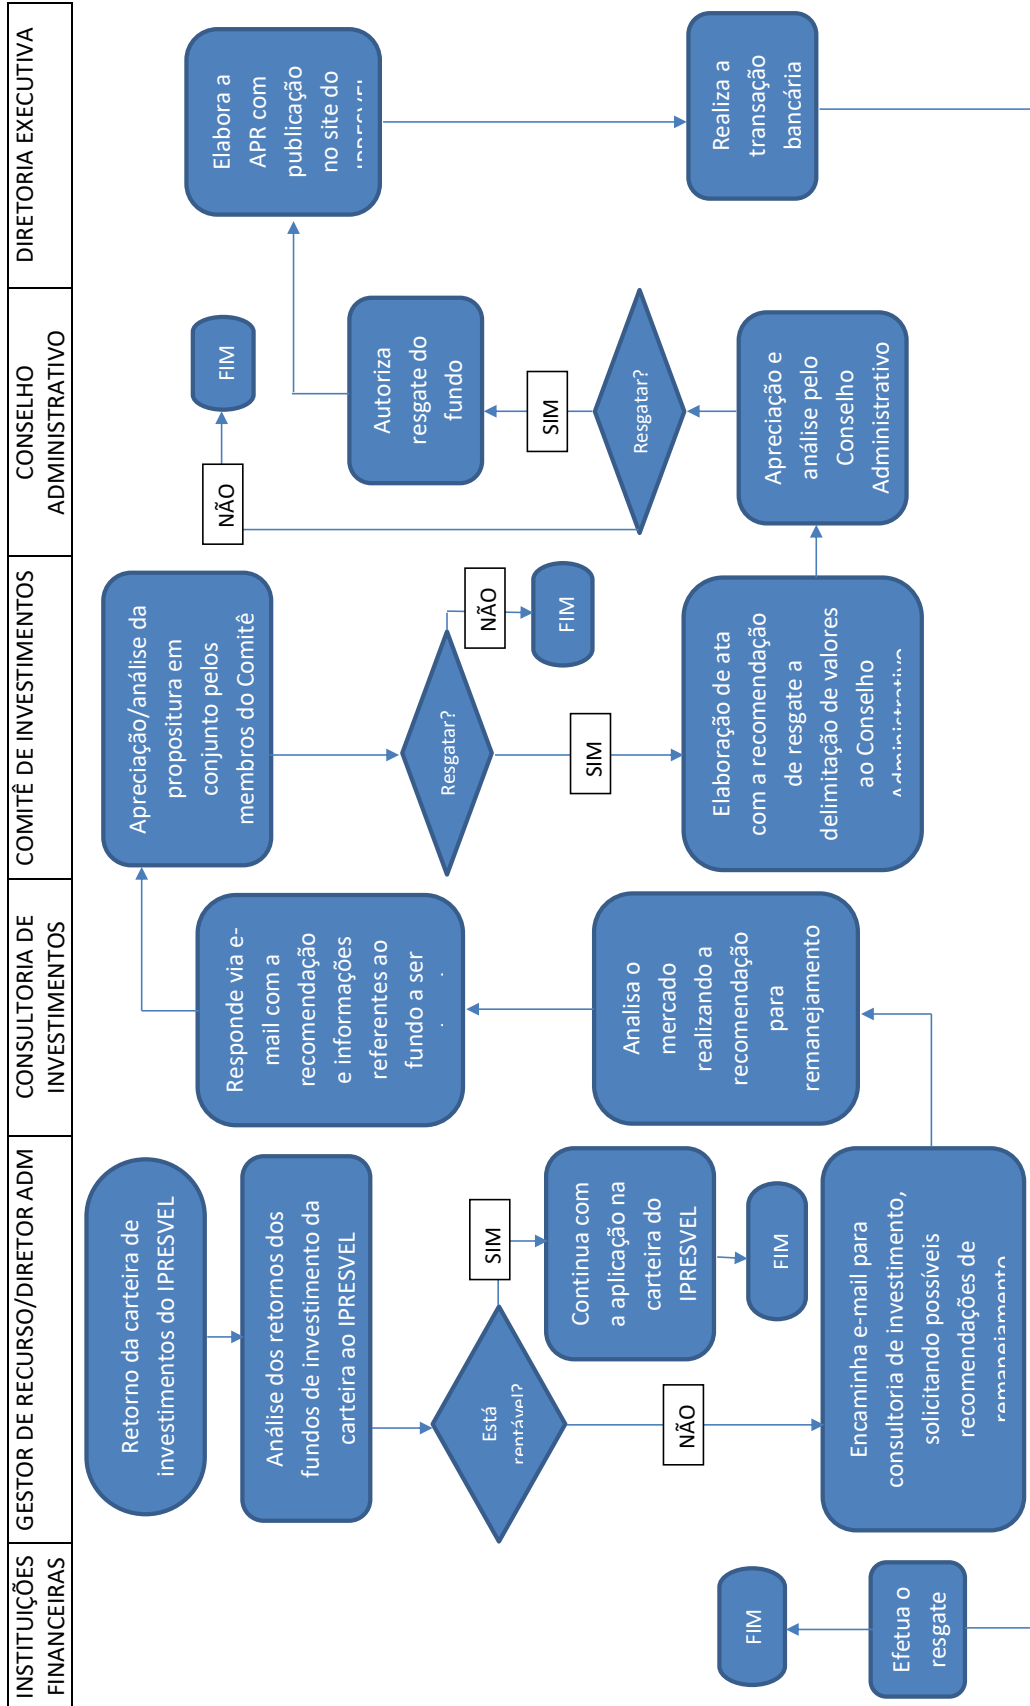 INSTITUIÇÕES
FINANCEIRAS
GESTOR DE RECURSO/DIRETOR ADM
CONSULTORIA DE
INVESTIMENTOS
COMITÊ DE INVESTIMENTOS
CONSELHO
ADMINISTRATIVO
DIRETORIA EXECUTIVA
Retorno da carteira de
investimentos do IPRESVEL
Análise dos retornos dos
fundos de investimento da
carteira ao IPRESVEL
Está
rentável?
SIM
Continua com
a aplicação na
carteira do
IPRESVEL
FIM
NÃO
Encaminha e-mail para
consultoria de investimento,
solicitando possíveis
recomendações de
remanejamento
Analisa o
mercado
realizando a
recomendação
para
remanejamento
Responde via e-
mail com a
recomendação
e informações
referentes ao
fundo a ser
Apreciação/análise da
propositura em
conjunto pelos
membros do Comitê
Resgatar?
NÃO
FIM
SIM
Elaboração de ata
com a recomendação
de resgate a
delimitação de valores
ao Conselho
Administrativo
Apreciação e
análise pelo
Conselho
Administrativo
Resgatar?
NÃO
FIM
SIM
Autoriza
resgate do
fundo
Elabora a
APR com
publicação
no site do
IPRESVEL
Realiza a
transação
bancária
Efetua o
resgate
FIM